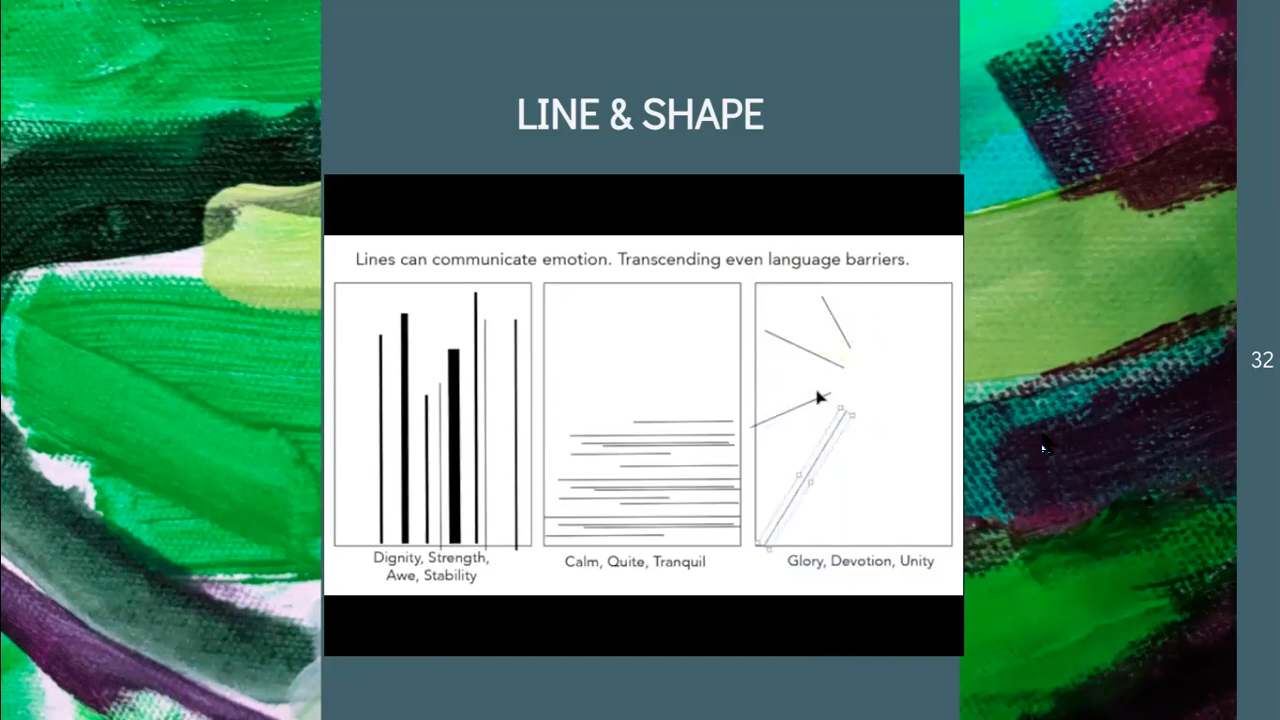 LINE & SHAPE
Lines can communicate emotion. Transcending even language barriers.
Dignity, Strength,
Awe, Stability
Calm, Quite, Tranquil
Glory, Devotion, Unity
32